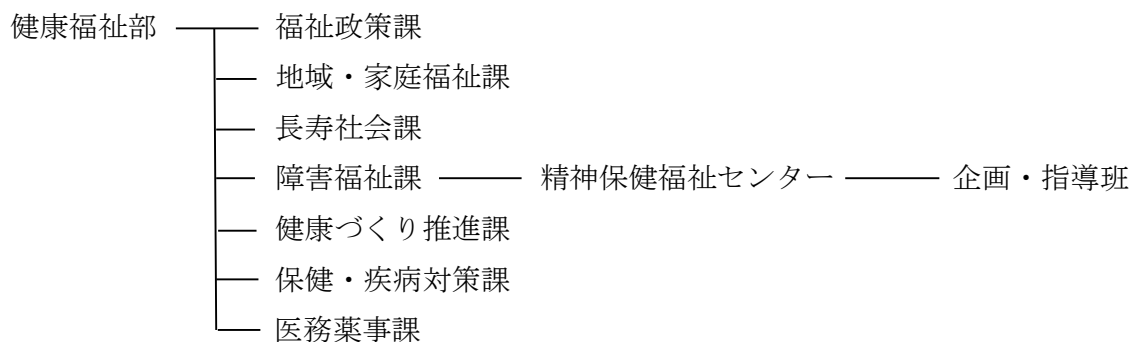 健康福祉部 福祉政策課
地域・家庭福祉課
長寿社会課
障害福祉課 精神保健福祉センター 企画・指導班
健康づくり推進課
保健・疾病対策課
医務薬事課